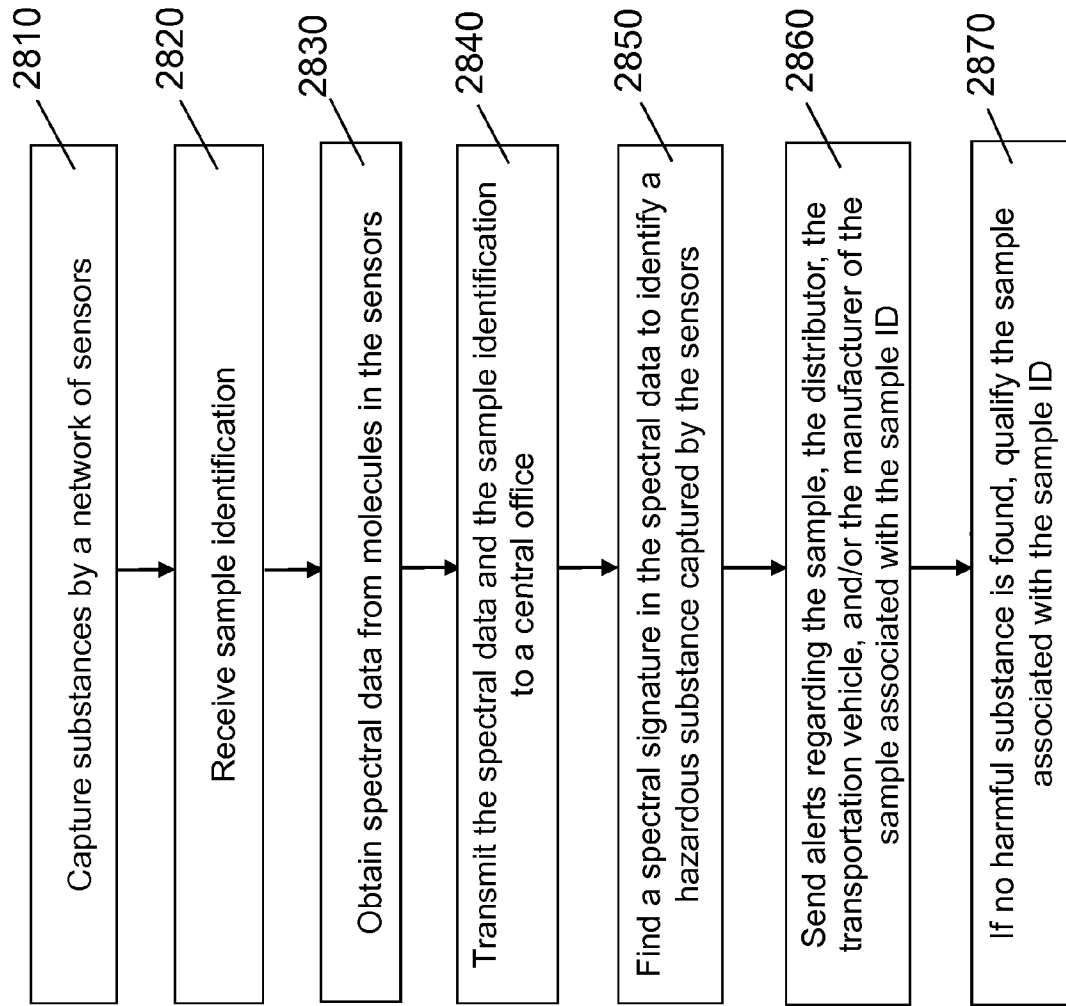 2810
Capture substances by a network of sensors
2820
Receive sample identification
2830
Obtain spectral data from molecules in the sensors
2840
Transmit the spectral data and the sample identification
to a central office
2850
Find a spectral signature in the spectral data to identify a
hazardous substance captured by the sensors
2860
Send alerts regarding the sample, the distributor, the
transportation vehicle, and/or the manufacturer of the
sample associated with the sample ID
2870
If no harmful substance is found, qualify the sample
associated with the sample ID